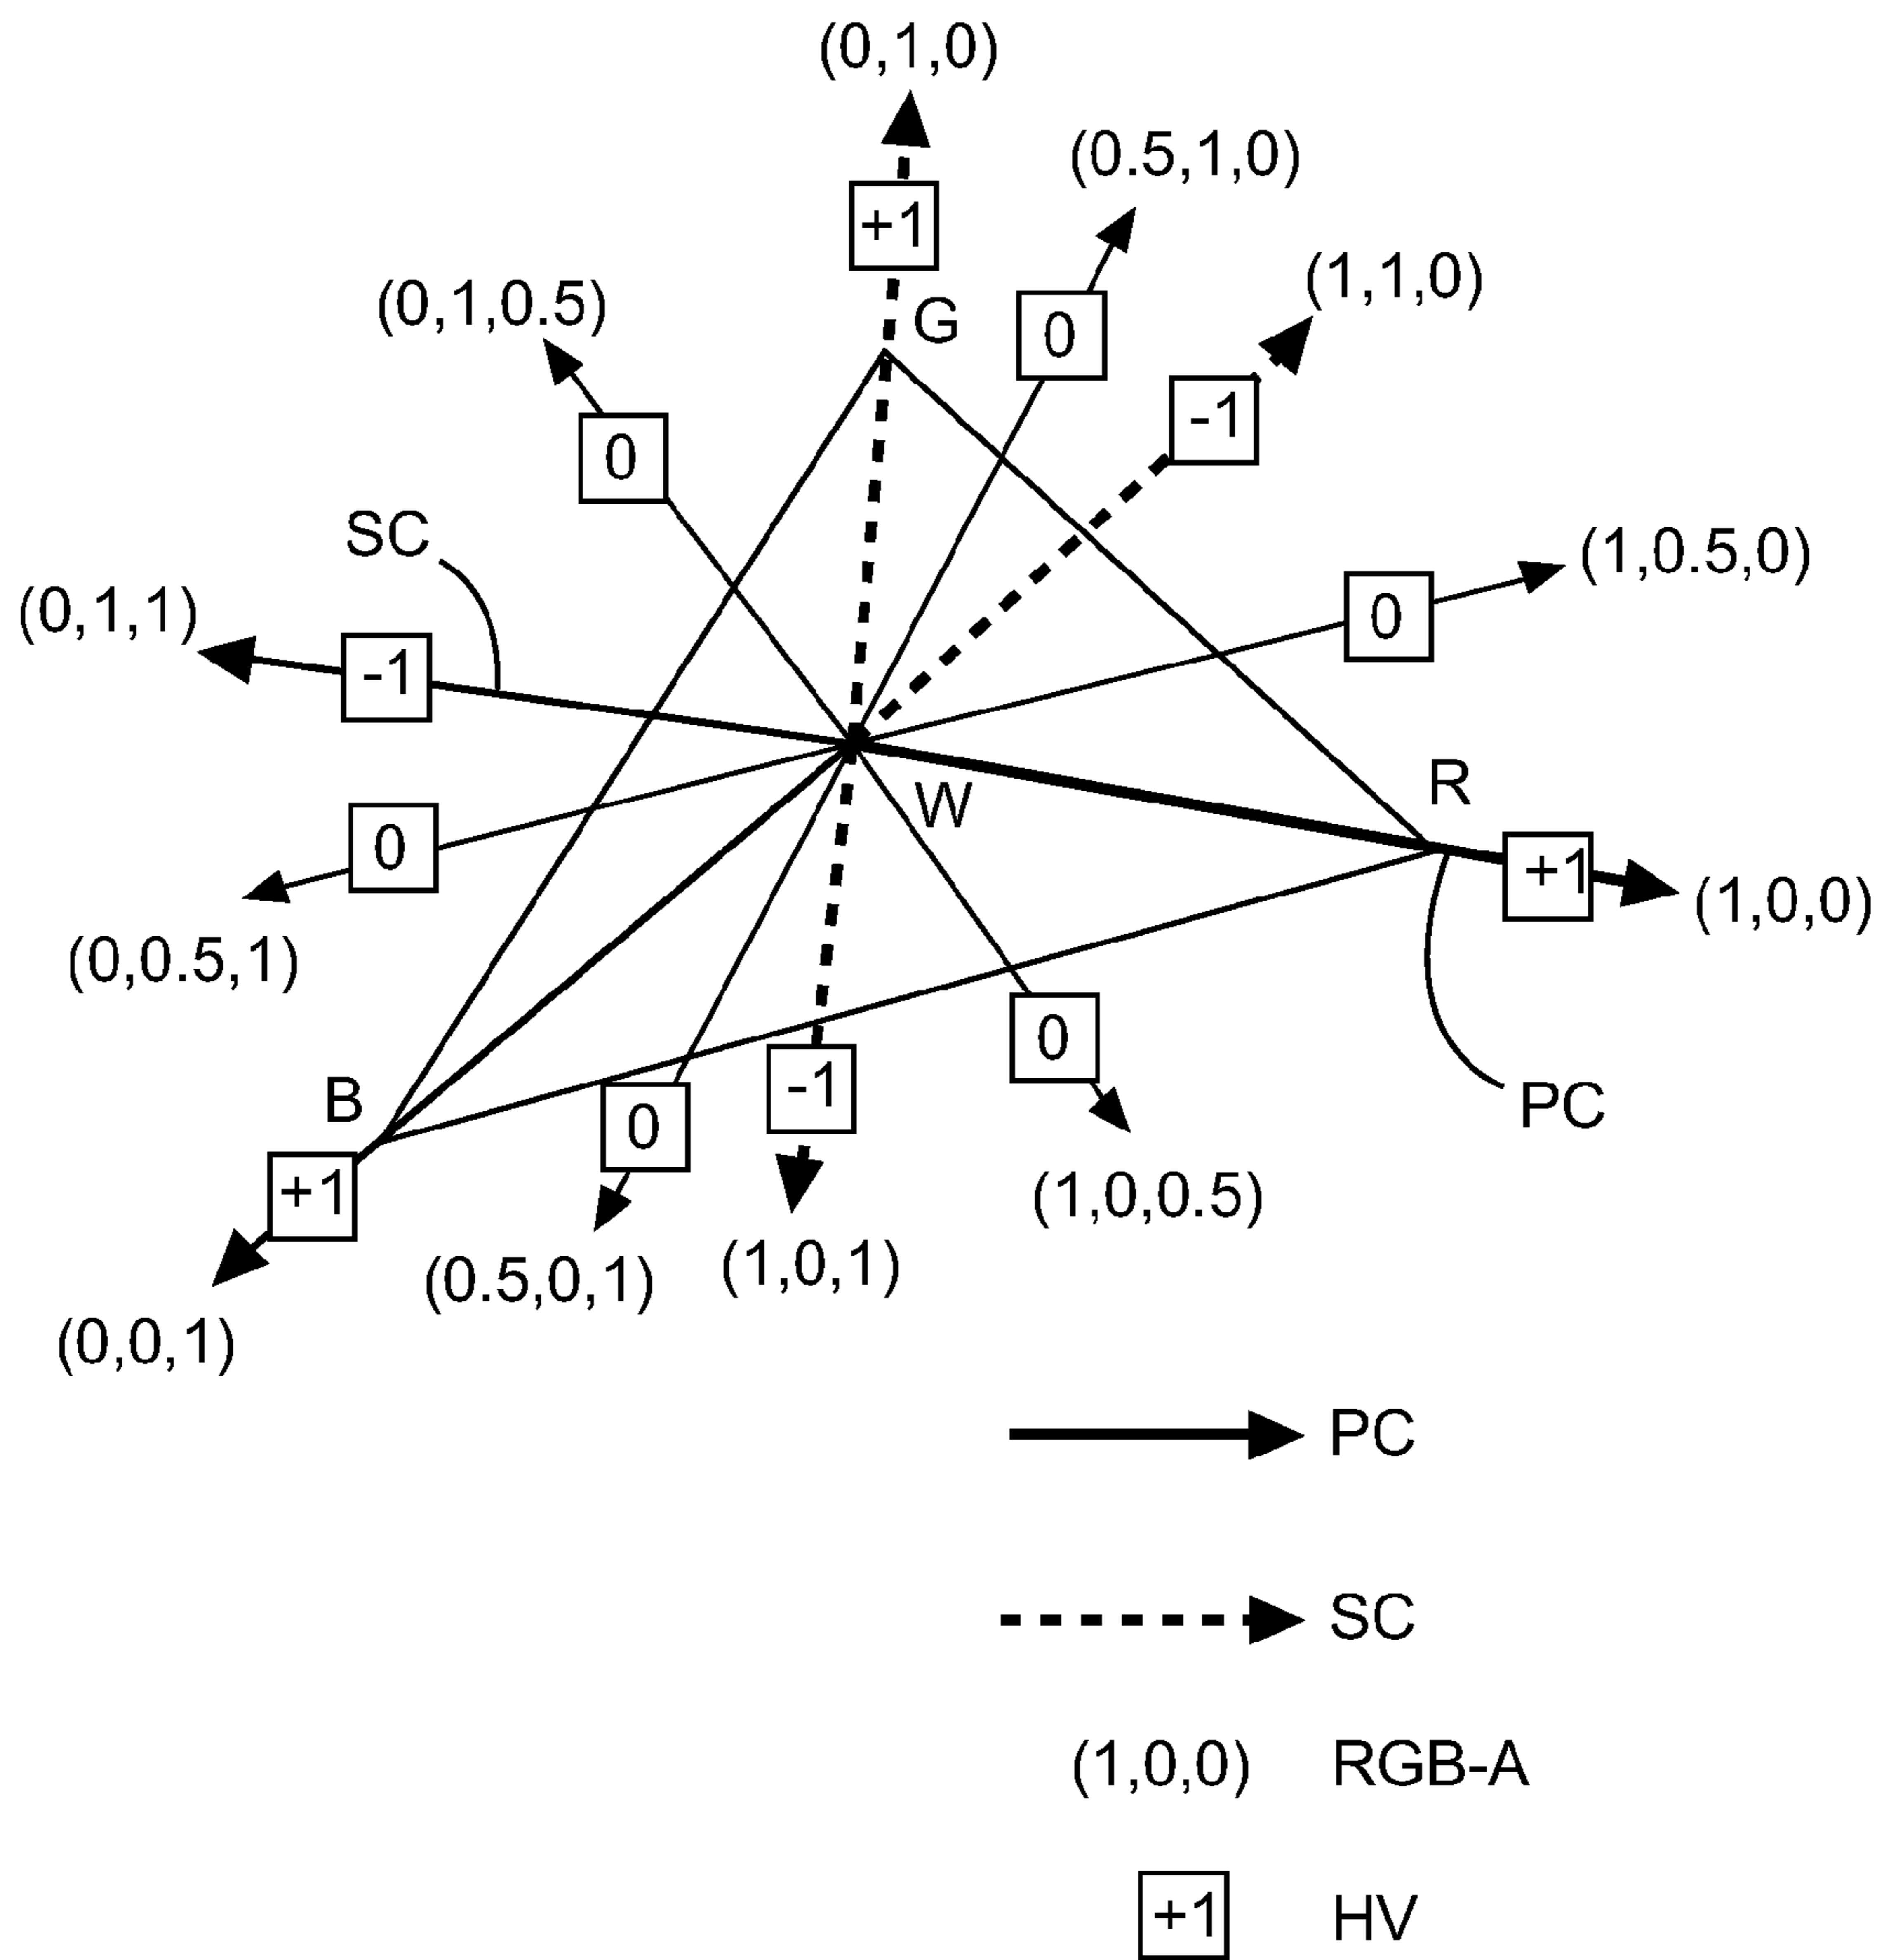 (0,1,0)
(0.5,1,0)
+1
(1,1,0)
(0,1,0.5)
G
0
-1
0
SC
(1,0.5,0)
(0,1,1)
0
-1
W
R
0
+1
(1,0,0)
(0,0.5,1)
0
-1
B
0
PC
+1
(1,0,0.5)
(0.5,0,1)
(1,0,1)
(0,0,1)
PC
SC
(1,0,0) RGB-A
+1 HV